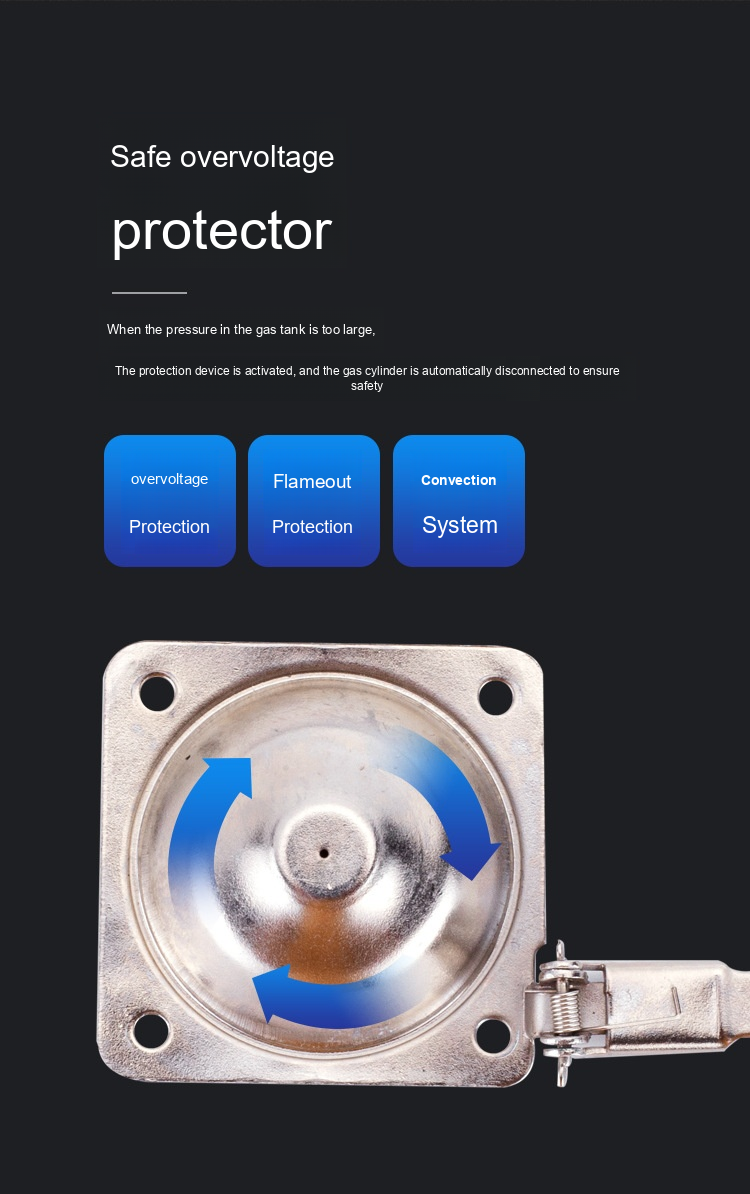 Safe overvoltage
protector
When the pressure in the gas tank is too large,
The protection device is activated, and the gas cylinder is automatically disconnected to ensure
safety
overvoltage
Protection
Flameout
Protection
Convection
System